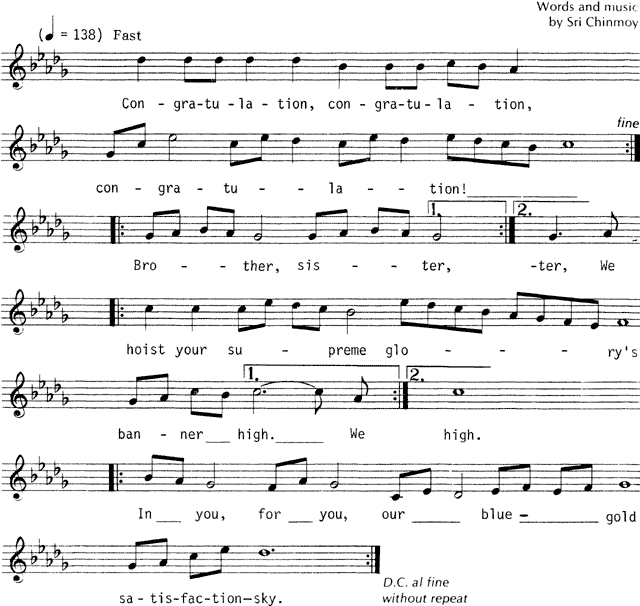 Words and music
by Sri Chinmoy
(♩ = 138) Fast
Con - gra-tu -la - tion, con - gra-tu-la - tion,
fine
con - gra - tu - - la - - tion!
1. 2.
Bro - - ther, sis - - ter, -ter, We
hoist your su - preme glo - - - ry's
1. 2.
ban - ner high. We high.
In you, for you, our blue - gold
D.C. al fine
sa - tis-fac-tion-sky. without repeat